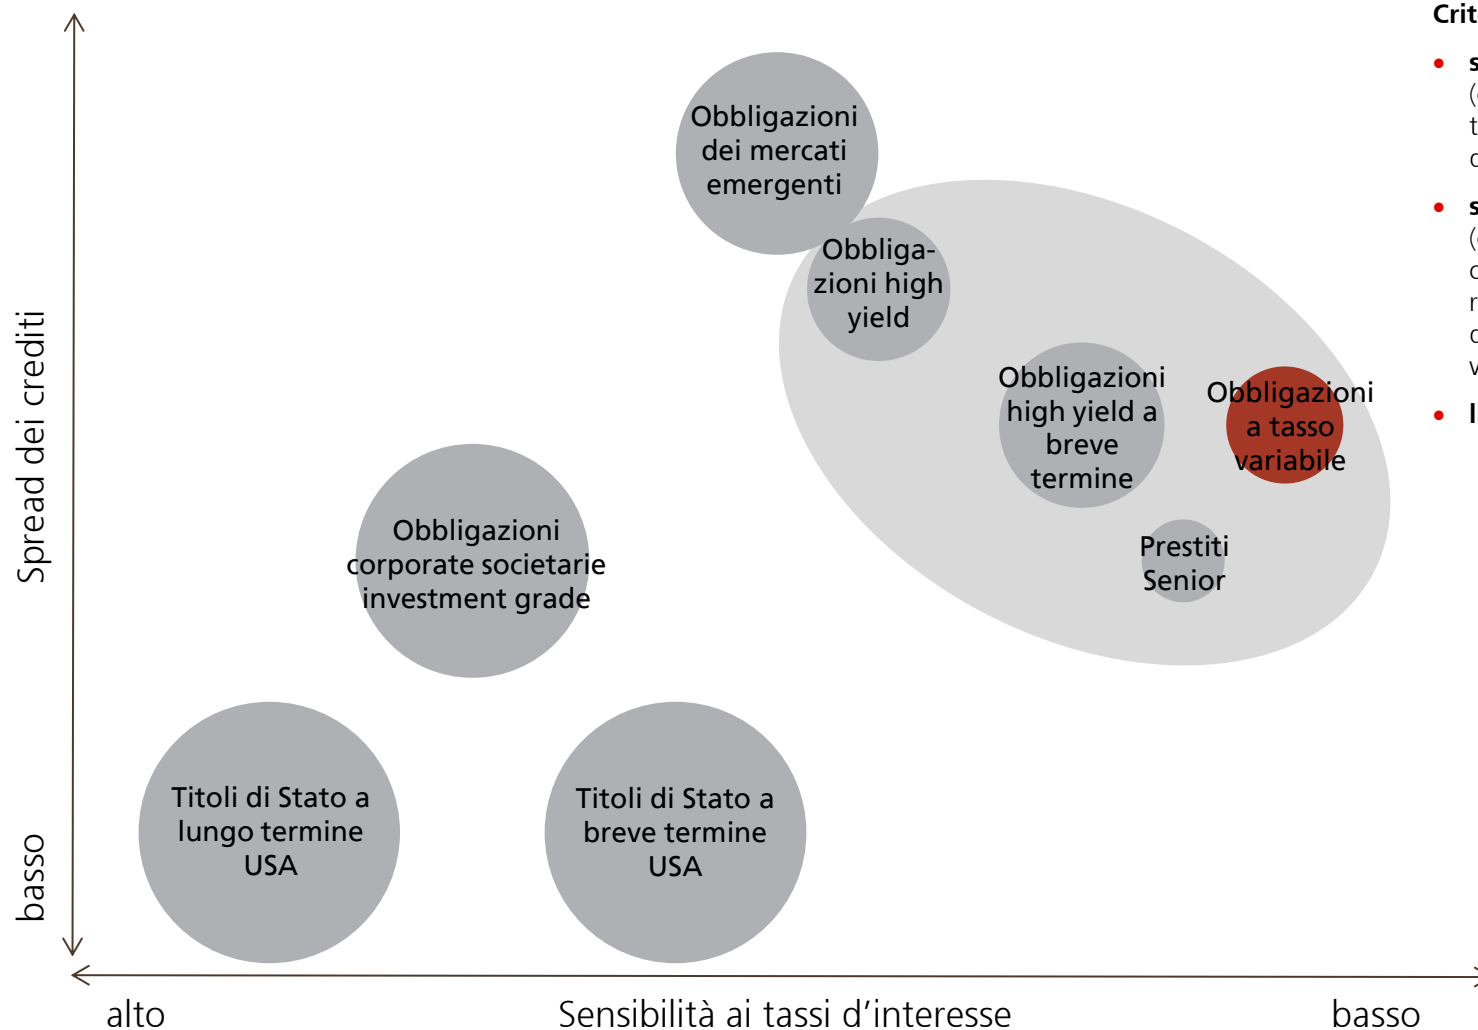 Obbligazioni
dei mercati
emergenti
Obbliga-
zioni high
yield
Obbligazioni
high yield a
breve
termine
Obbligazioni
a tasso
variabile
Prestiti
Senior
Obbligazioni
corporate societarie
investment grade
Titoli di Stato a
lungo termine
USA
Titoli di Stato a
breve termine
USA
Spread dei crediti
basso
alto
Sensibilità ai tassi d'interesse
basso